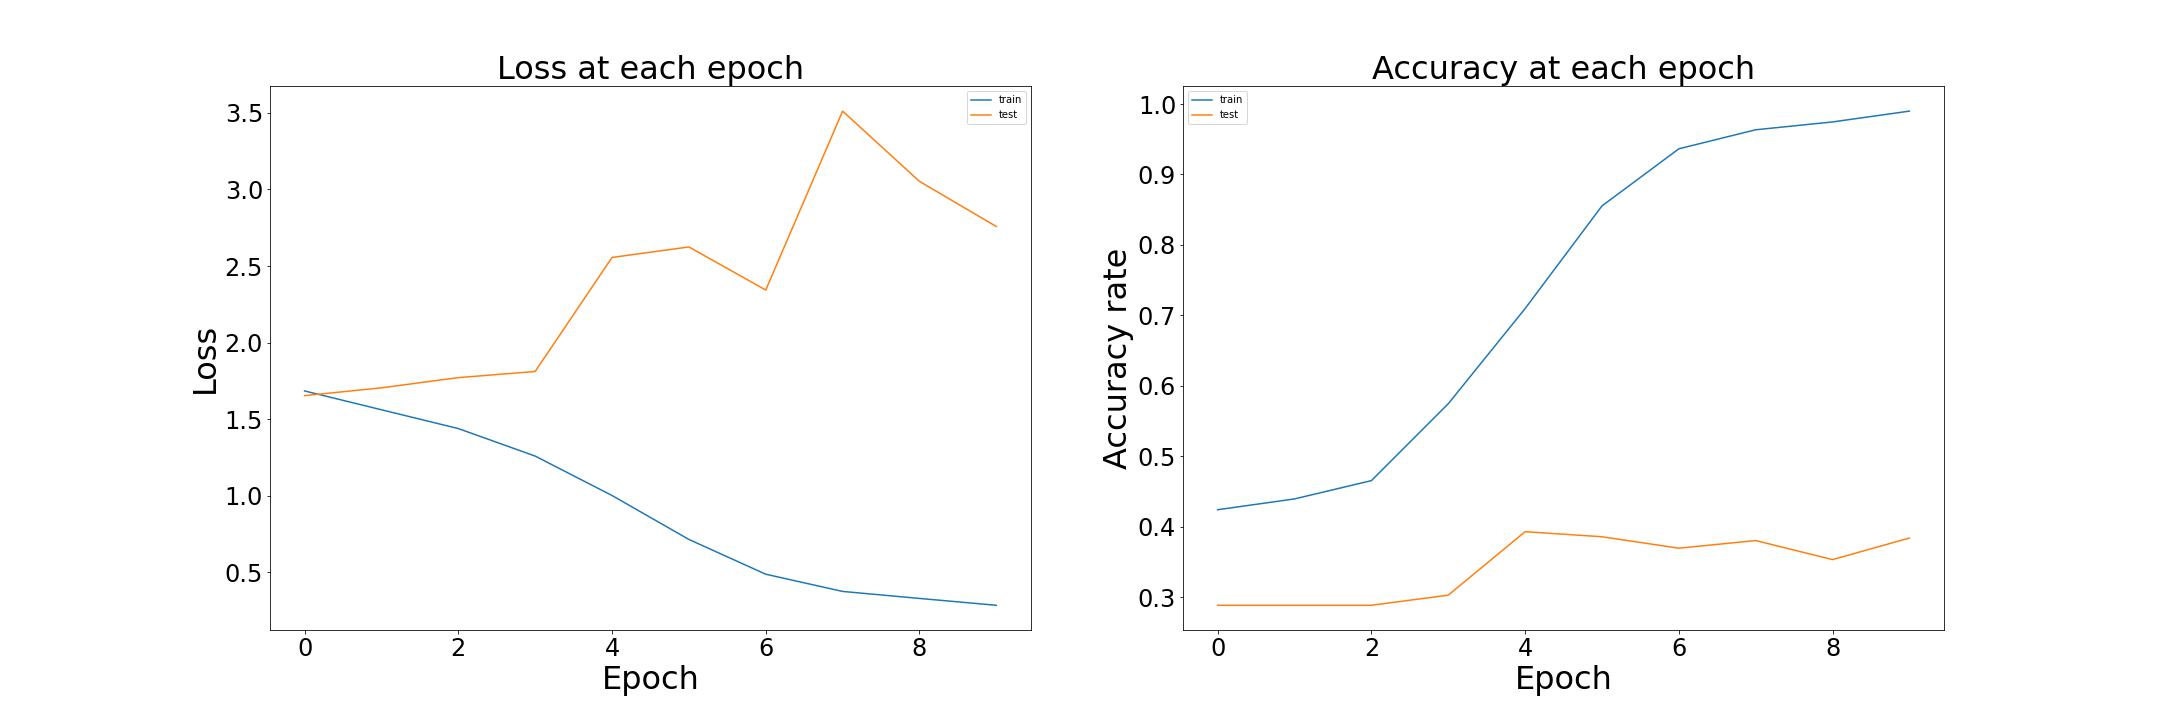 Loss at each epoch
train
test
3.5
3.0
2.5
2.0
1.5
1.0
0.5
Loss
0 2 4 6 8
Epoch
Accuracy at each epoch
train
test
1.0
0.9
0.8
0.7
0.6
0.5
0.4
0.3
Accuracy rate
0 2 4 6 8
Epoch